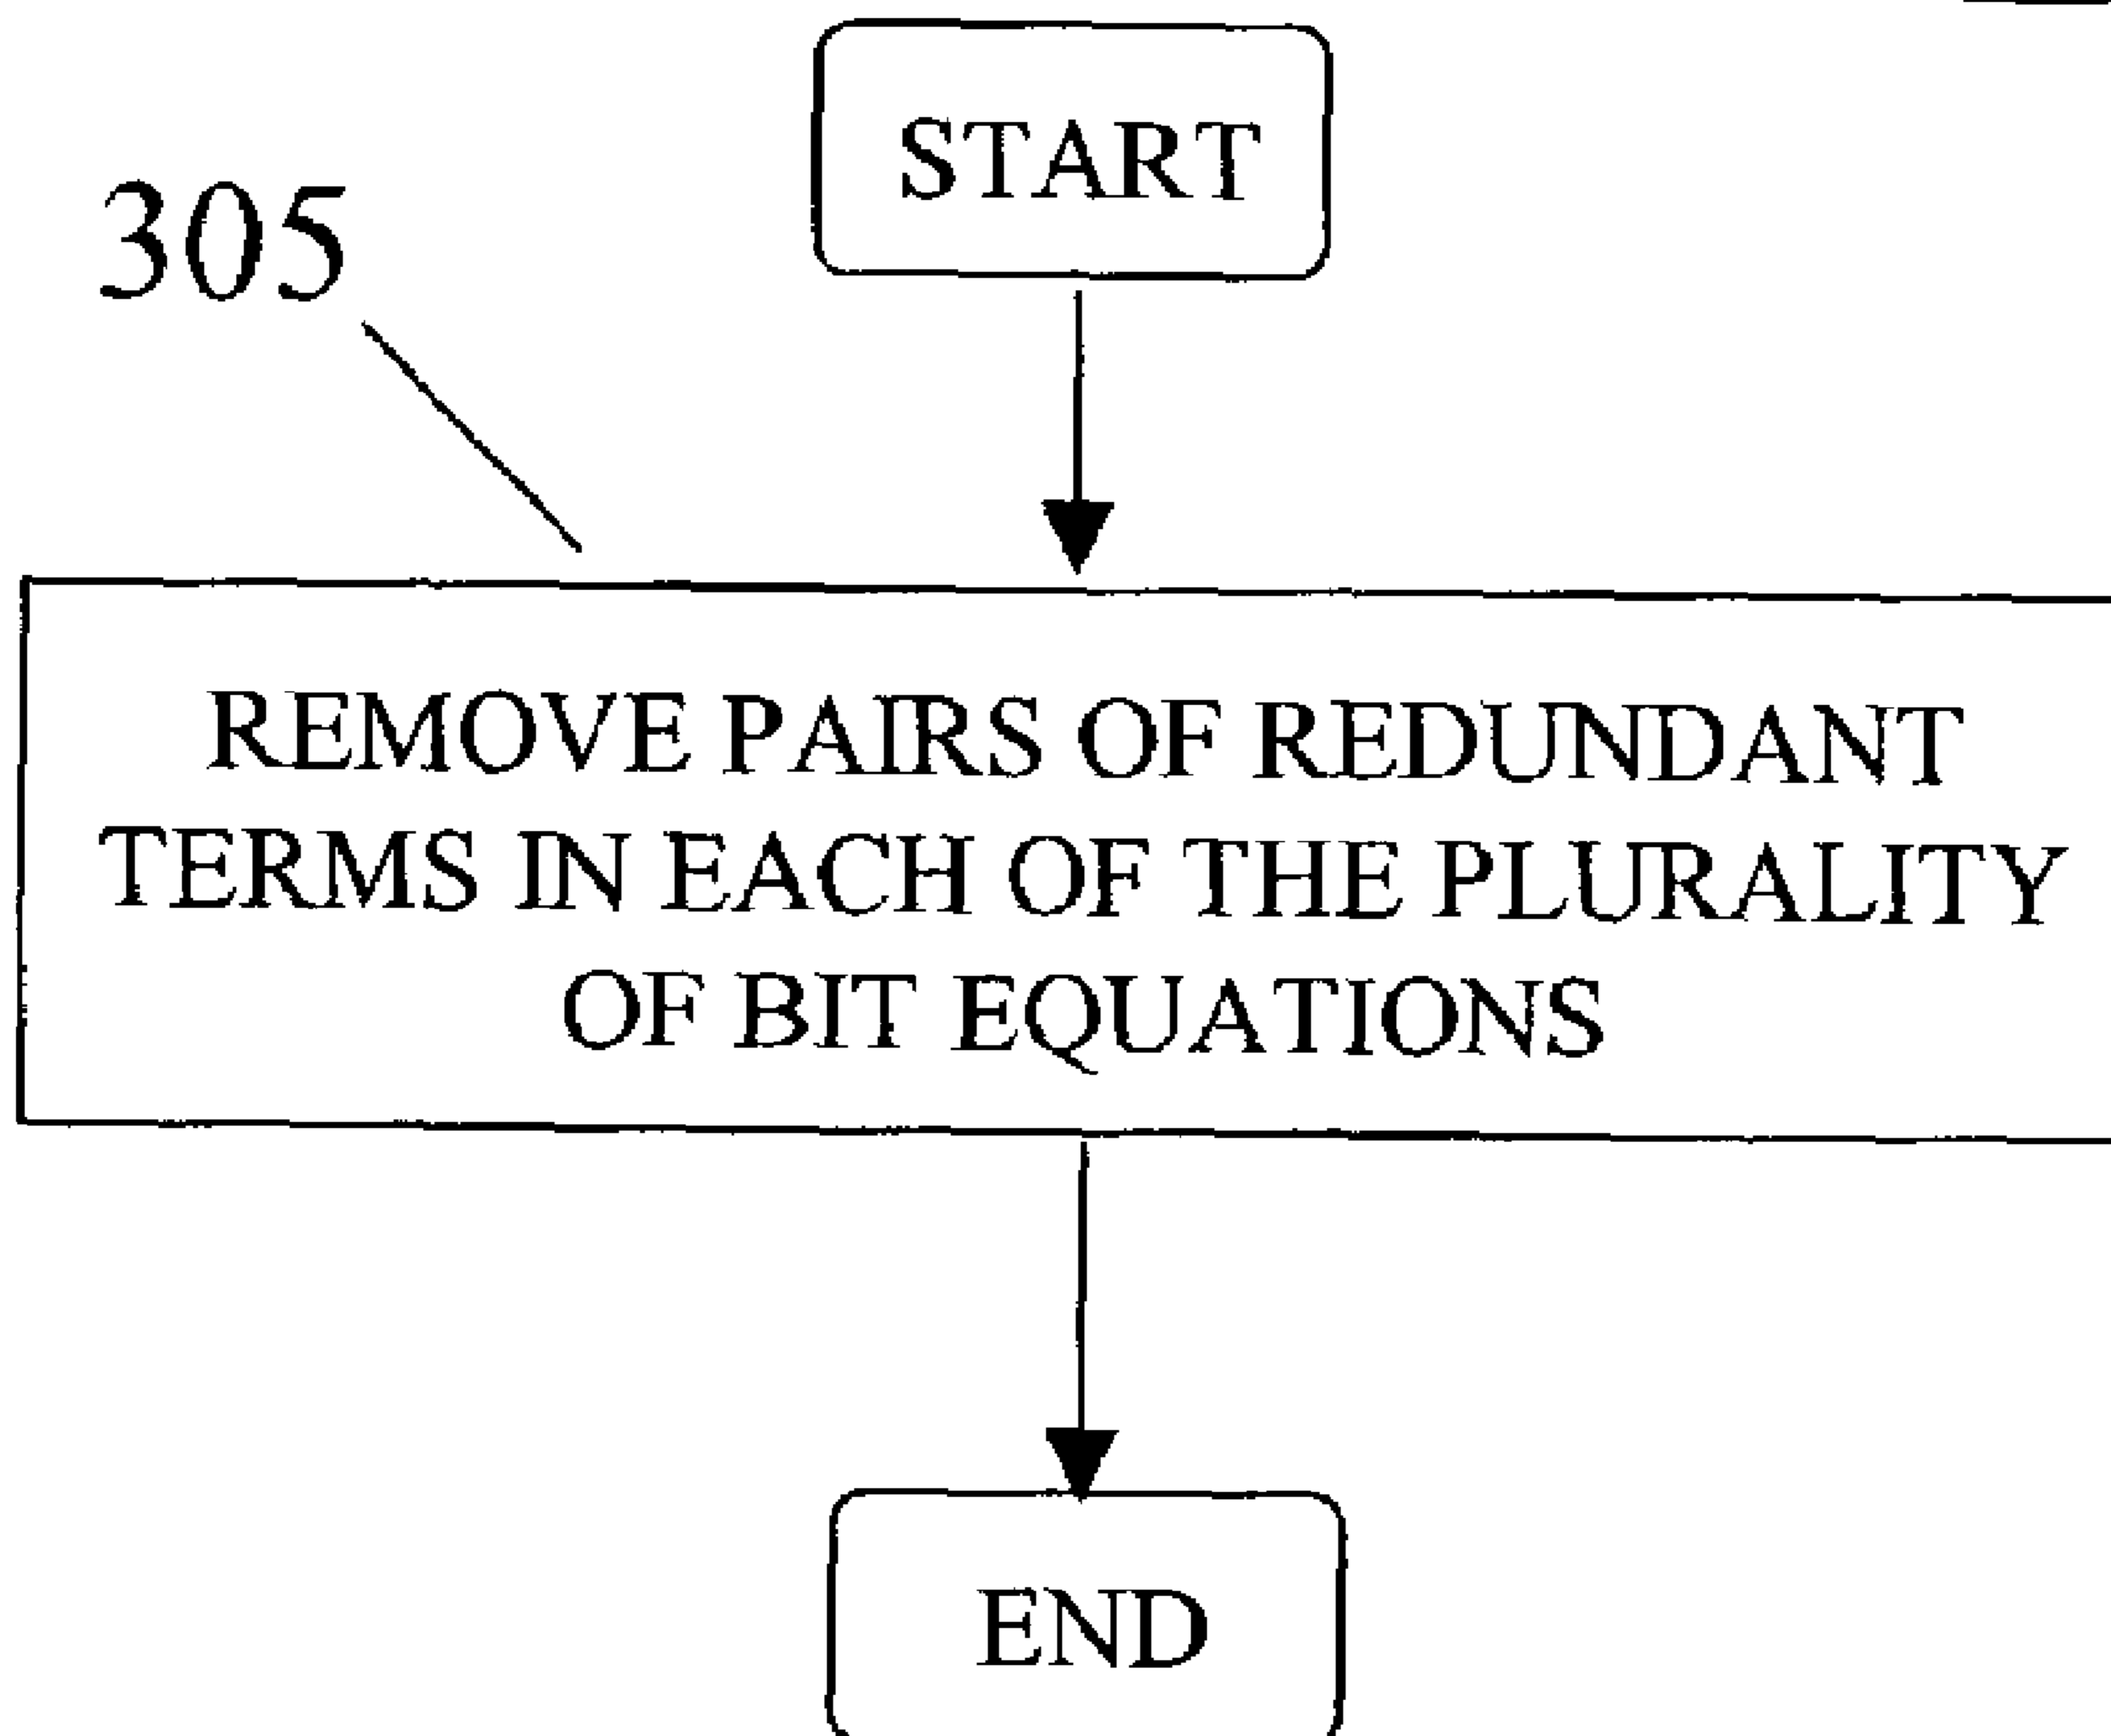 START
305
REMOVE PAIRS OF REDUNDANT
TERMS IN EACH OF THE PLURALITY
OF BIT EQUATIONS
END